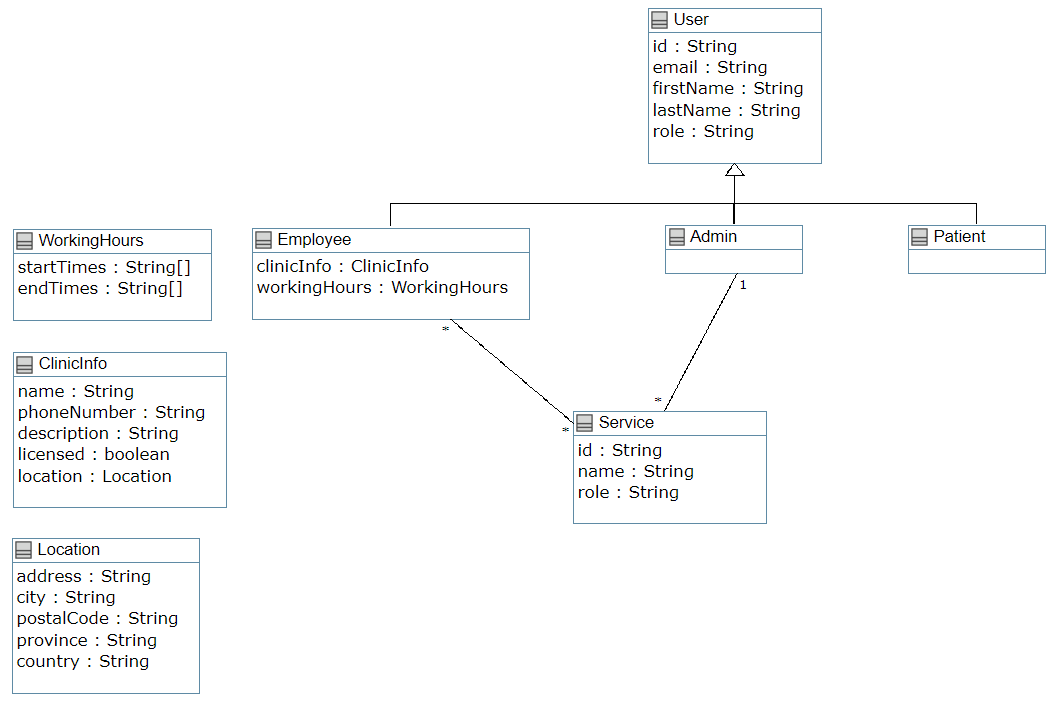 User
id : String
email : String
firstName : String
lastName : String
role : String
WorkingHours
startTimes : String[]
endTimes : String[]
Employee
clinicInfo : ClinicInfo
workingHours : WorkingHours
Admin
Patient
*
1
ClinicInfo
name : String
phoneNumber : String
description : String
licensed : boolean
location : Location
*
*
Service
id : String
name : String
role : String
Location
address : String
city : String
postalCode : String
province : String
country : String